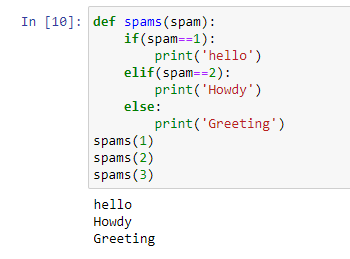 In [10]: def spams(spam):
    if(spam==1):
        print('hello')
    elif(spam==2):
        print('Howdy')
    else:
        print('Greeting')
spams(1)
spams(2)
spams(3)
hello
Howdy
Greeting